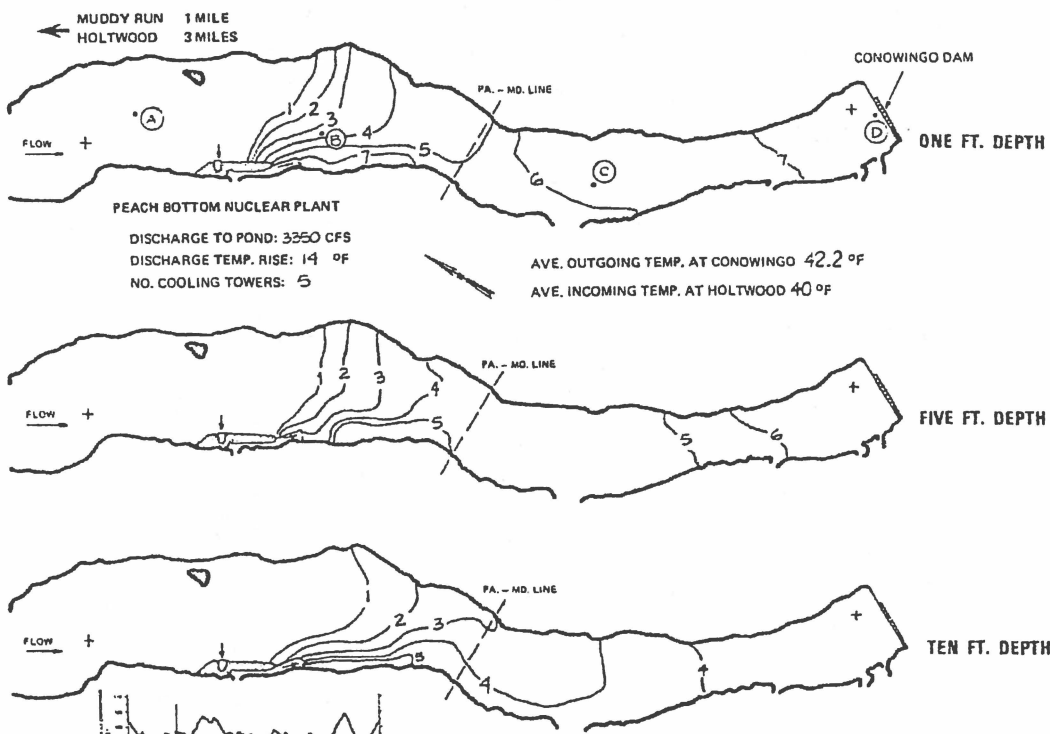 MUDDY RUN 1 MILE
HOLTWOOD 3 MILES
CONOWINGO DAM
PA. - MD. LINE
1
2
3
4
5
6
7
7
A
B
C
D
FLOW
ONE FT. DEPTH
PEACH BOTTOM NUCLEAR PLANT
DISCHARGE TO POND: 3350 CFS
DISCHARGE TEMP. RISE: 14 °F
NO. COOLING TOWERS: 5
AVE. OUTGOING TEMP. AT CONOWINGO 42.2 °F
AVE. INCOMING TEMP. AT HOLTWOOD 40 °F
PA. - MD. LINE
1
2
3
4
5
5
6
FLOW
FIVE FT. DEPTH
PA. - MD. LINE
1
2
3
4
4
5
FLOW
TEN FT. DEPTH